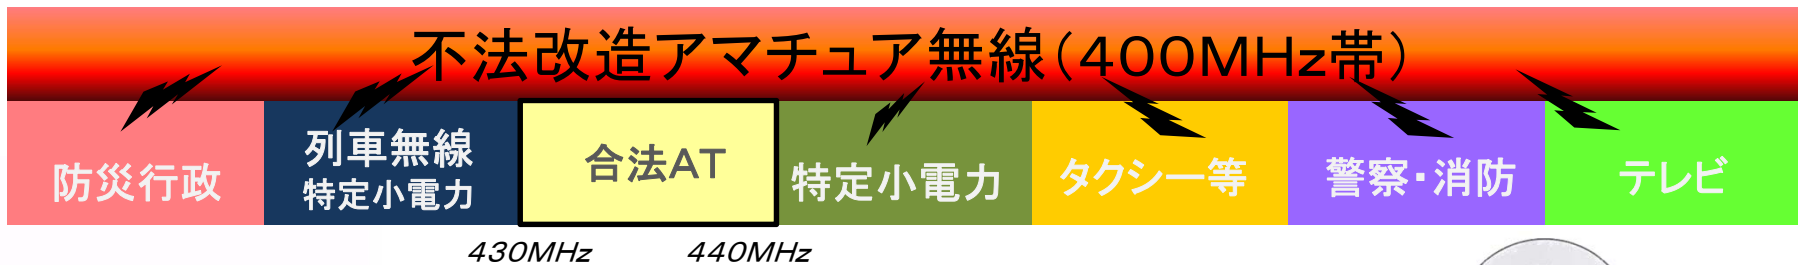 不法改造アマチュア無線（400MHz帯）
防災行政
列車無線
特定小電力
合法AT
特定小電力
タクシー等
警察・消防
テレビ
430MHz
440MHz